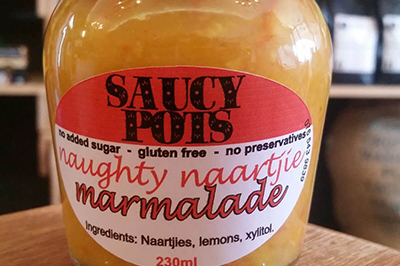 SAUCY
POTS
no added sugar - gluten free - no preservatives
naughty naartjie
marmalade
Ingredients: Naartjies, lemons, xylitol.
230ml